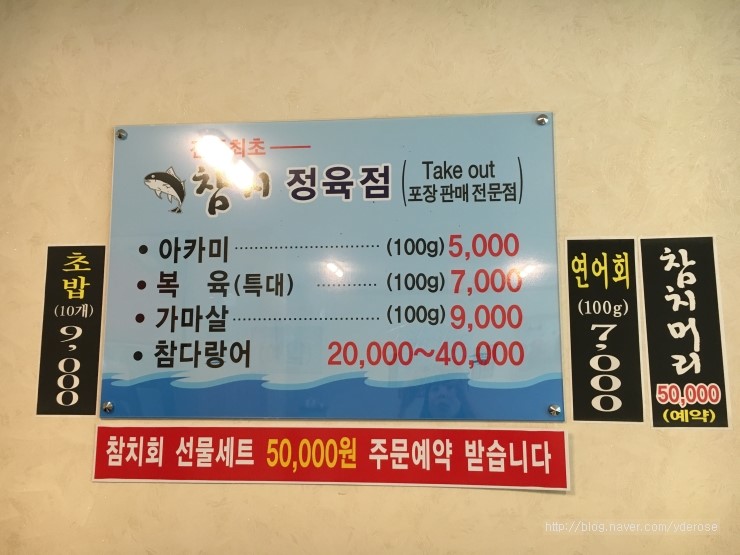 최초
참치 정육점 (Take out
포장 판매 전문점)
• 아카미 (100g) 5,000
• 복 육(특대) (100g) 7,000
• 가마살 (100g) 9,000
• 참다랑어 20,000~40,000
초밥
(10개)
9,000
연어회
(100g)
7,000
참치머리
50,000
(예약)
참치회 선물세트 50,000원 주문예약 받습니다
http://blog.naver.com/yderose